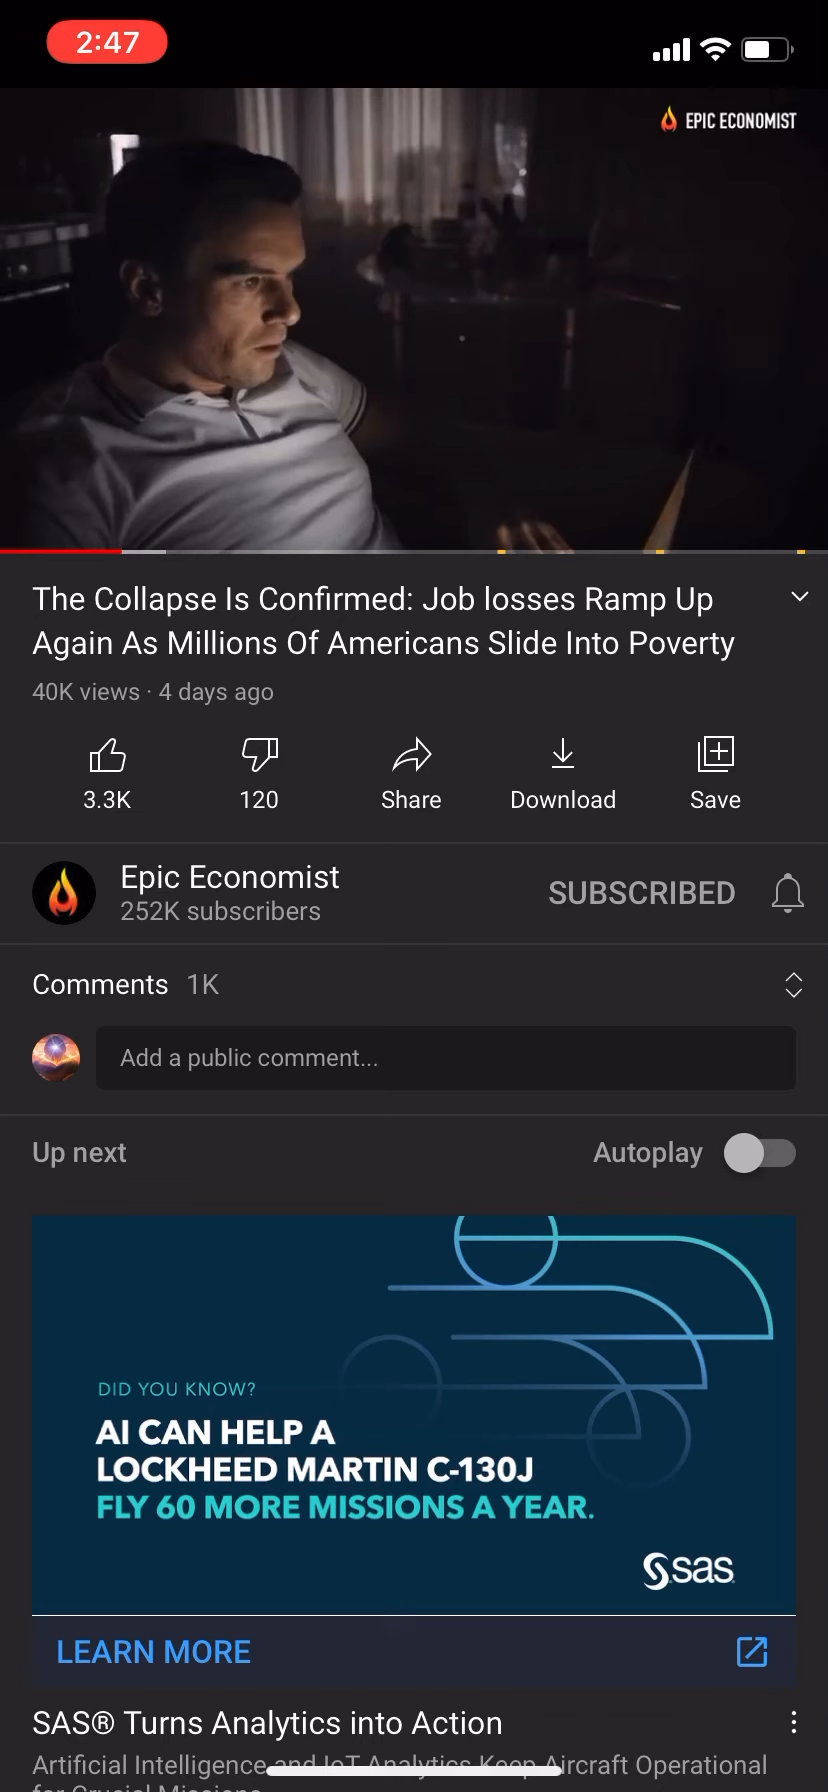 2:47
EPIC ECONOMIST
The Collapse Is Confirmed: Job losses Ramp Up
Again As Millions Of Americans Slide Into Poverty
40K views · 4 days ago
3.3K
120
Share
Download
Save
Epic Economist
252K subscribers
SUBSCRIBED
Comments 1K
Add a public comment...
Up next
Autoplay
DID YOU KNOW?
AI CAN HELP A
LOCKHEED MARTIN C-130J
FLY 60 MORE MISSIONS A YEAR.
sas
LEARN MORE
SAS® Turns Analytics into Action
Artificial Intelligence and IoT Analytics Keep Aircraft Operational
for Crucial Missions